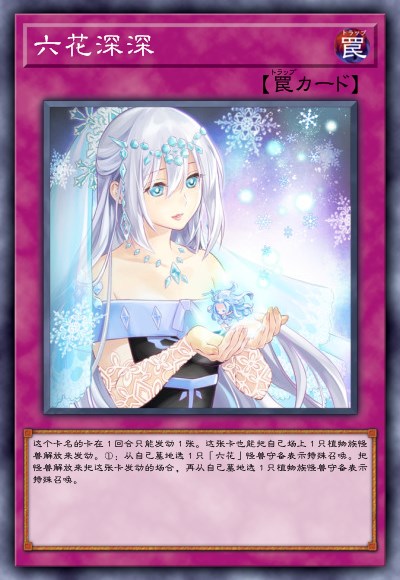 六花深深
トラップ
罠
トラップ
【罠カード】
这个卡名的卡在1回合只能发动1张。这张卡也能把自己场上1只植物族怪
兽解放来发动。①：从自己墓地选1只「六花」怪兽守备表示特殊召唤。把
怪兽解放来把这张卡发动的场合，再从自己墓地选1只植物族怪兽守备表示
特殊召唤。